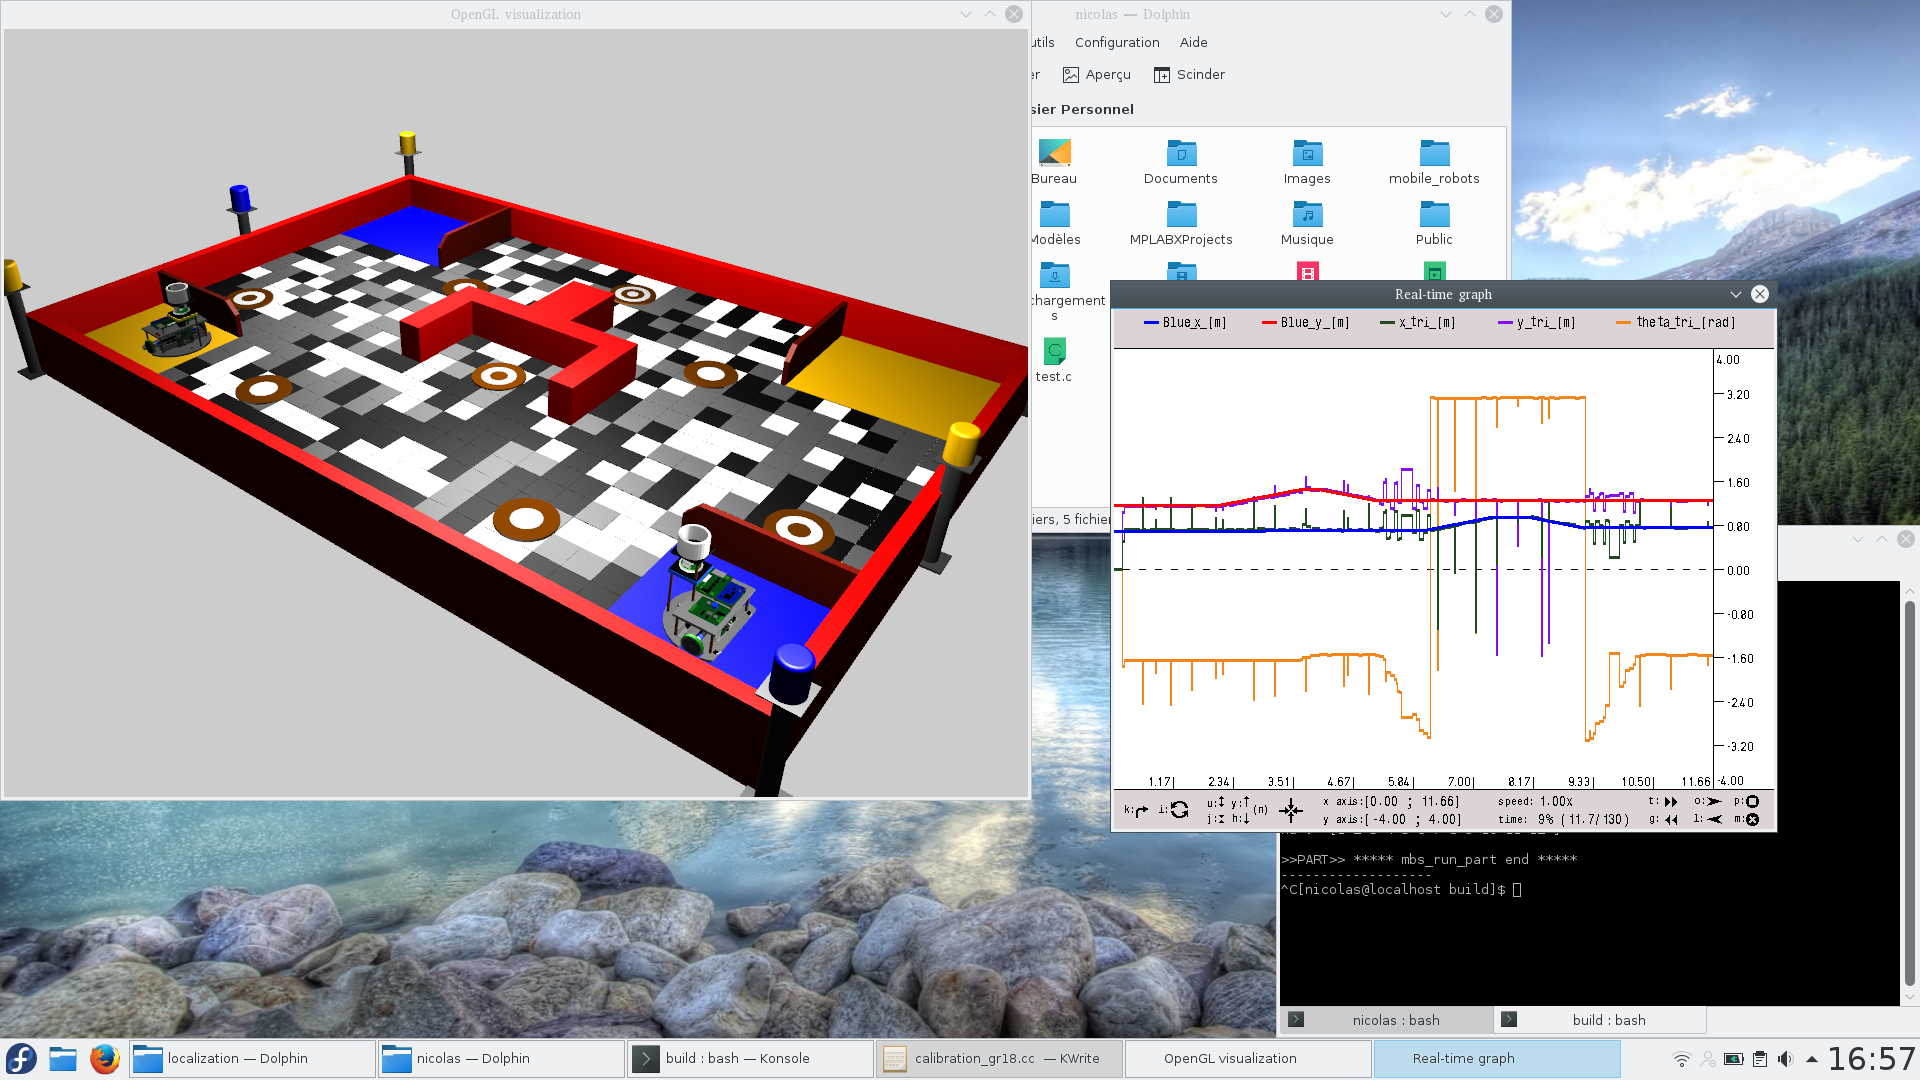 OpenGL visualization
nicolas — Dolphin
utils Configuration Aide
er Aperçu Scinder
sier Personnel
Bureau Documents Images mobile_robots
Modèles MPLABXProjects Musique Public
chargement
s
test.c
iers, 5 fichier
Real-time graph
Blue_x_[m] Blue_y_[m] x_tri_[m] y_tri_[m] theta_tri_[rad]
4.00
3.20
2.40
1.60
0.80
0.00
-0.80
-1.60
-2.40
-3.20
-4.00
1.17 2.34 3.51 4.67 5.84 7.00 8.17 9.33 10.50 11.66
k: i: u: y: (n) x axis:[0.00 ; 11.66] speed: 1.00x t: o: p:
j: h: y axis:[-4.00 ; 4.00] time: 9% (11.7/130) g: l: m:
>>PART>> ***** mbs_run_part end *****
-------------------
^C[nicolas@localhost build]$
nicolas : bash build : bash
localization — Dolphin nicolas — Dolphin build : bash — Konsole calibration_gr18.cc — KWrite OpenGL visualization Real-time graph 16:57